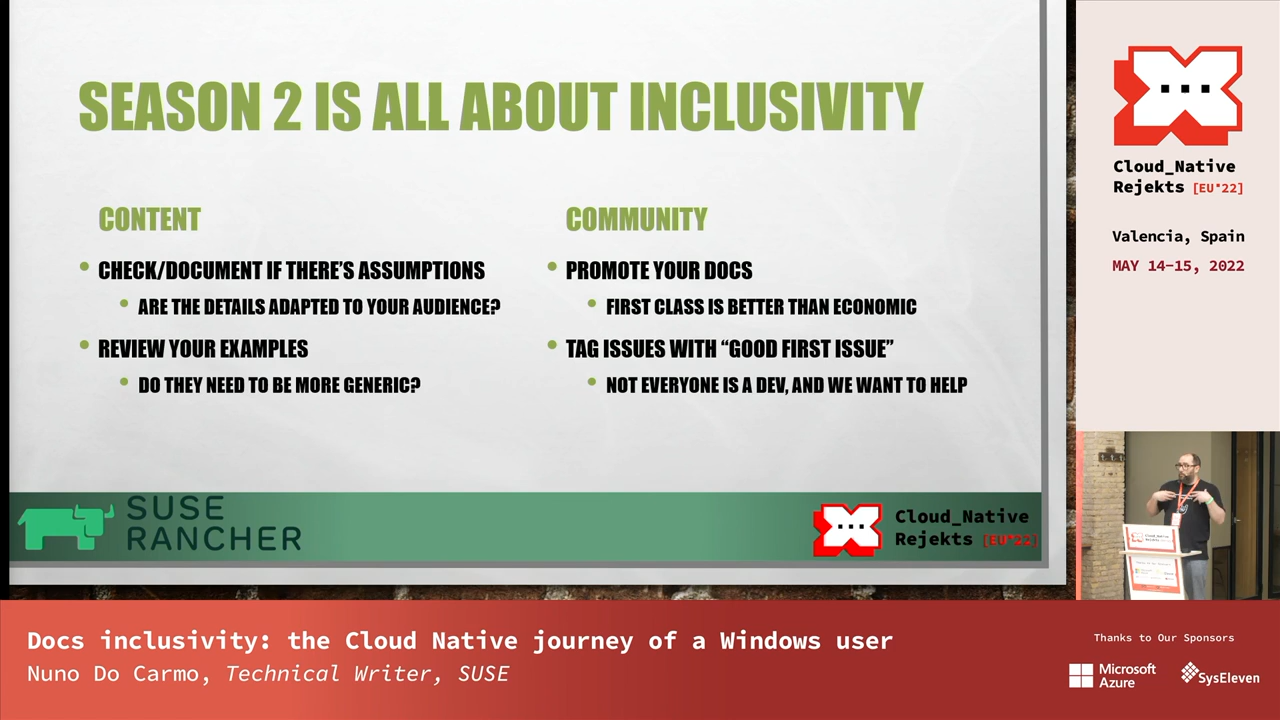 SEASON 2 IS ALL ABOUT INCLUSIVITY
CONTENT
CHECK/DOCUMENT IF THERE'S ASSUMPTIONS
ARE THE DETAILS ADAPTED TO YOUR AUDIENCE?
REVIEW YOUR EXAMPLES
DO THEY NEED TO BE MORE GENERIC?
COMMUNITY
PROMOTE YOUR DOCS
FIRST CLASS IS BETTER THAN ECONOMIC
TAG ISSUES WITH “GOOD FIRST ISSUE”
NOT EVERYONE IS A DEV, AND WE WANT TO HELP
SUSE
RANCHER
Cloud_Native
Rejekts [EU'22]
Cloud_Native
Rejekts [EU'22]
Valencia, Spain
MAY 14-15, 2022
Docs inclusivity: the Cloud Native journey of a Windows user
Nuno Do Carmo, Technical Writer, SUSE
Thanks to Our Sponsors
Microsoft
Azure
SysEleven